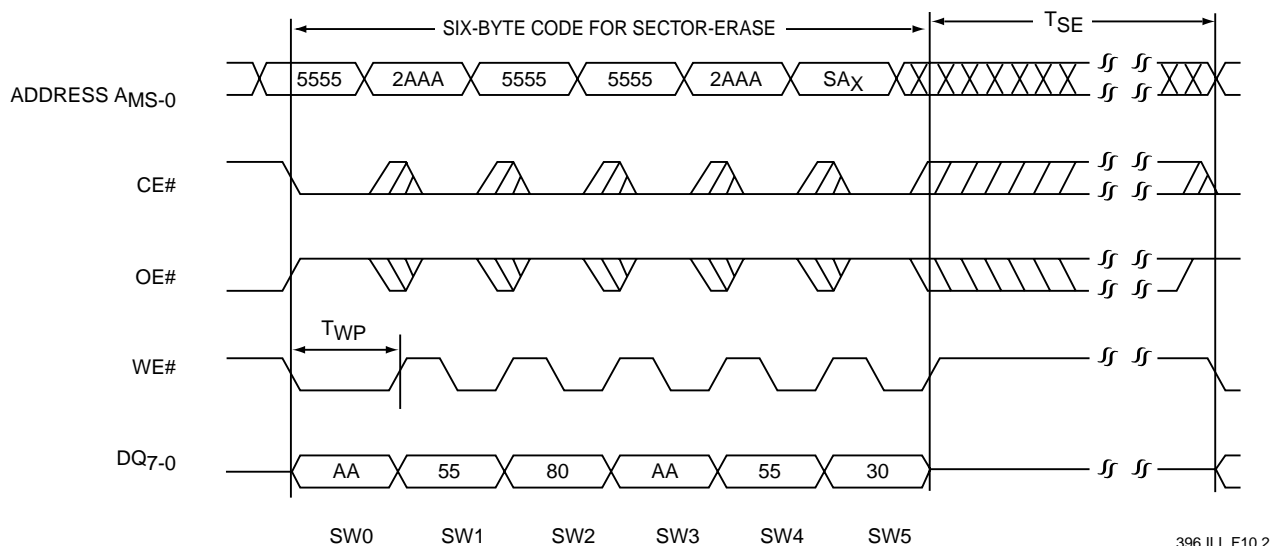 SIX-BYTE CODE FOR SECTOR-ERASE TSE
ADDRESS AMS-0 5555 2AAA 5555 5555 2AAA SAX
CE#
OE#
TWP
WE#
DQ7-0 AA 55 80 AA 55 30
SW0 SW1 SW2 SW3 SW4 SW5
396 ILL F10.2